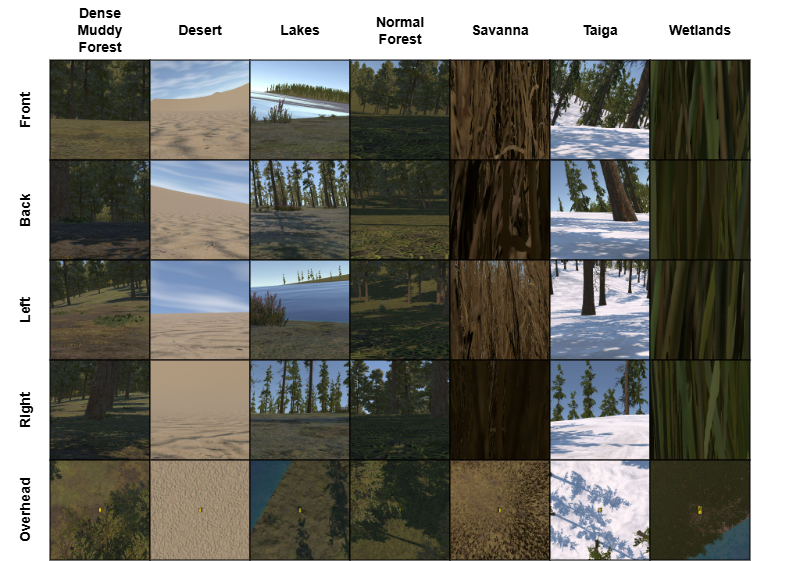 Dense
Muddy
Forest
Desert
Lakes
Normal
Forest
Savanna
Taiga
Wetlands
Front
Back
Left
Right
Overhead